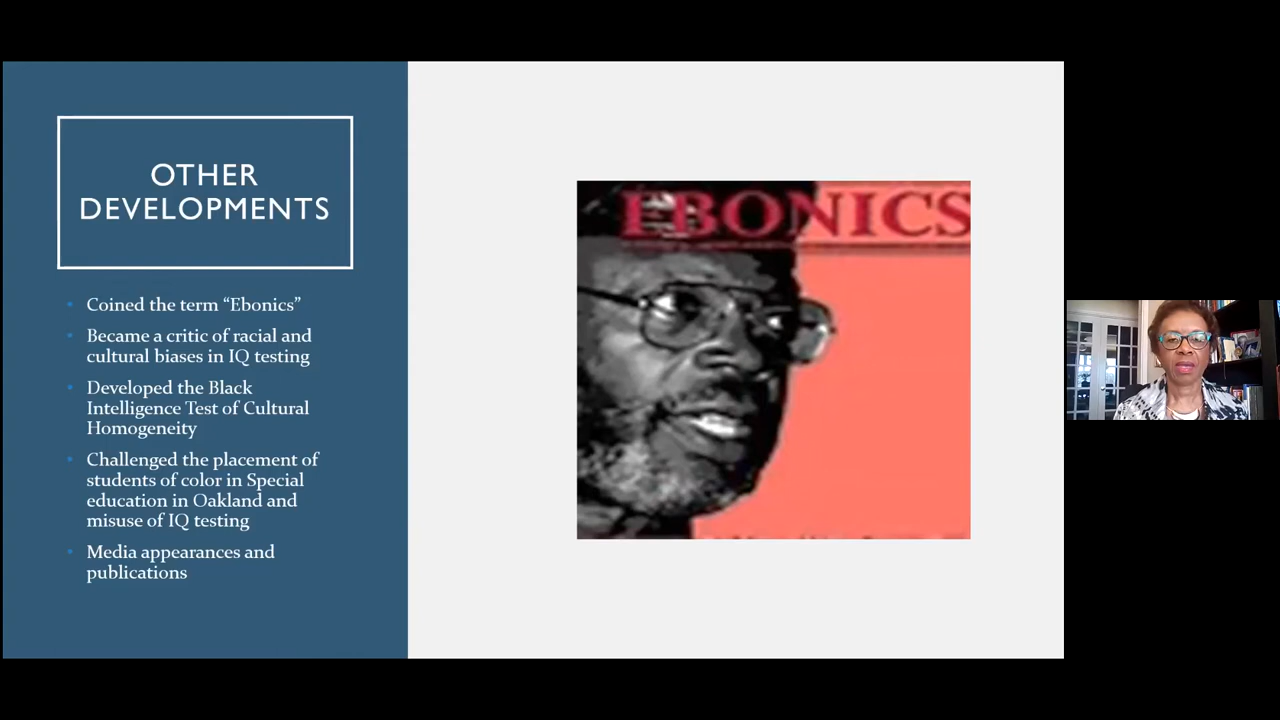 OTHER
DEVELOPMENTS
• Coined the term “Ebonics”
• Became a critic of racial and
cultural biases in IQ testing
• Developed the Black
Intelligence Test of Cultural
Homogeneity
• Challenged the placement of
students of color in Special
education in Oakland and
misuse of IQ testing
• Media appearances and
publications
EBONICS